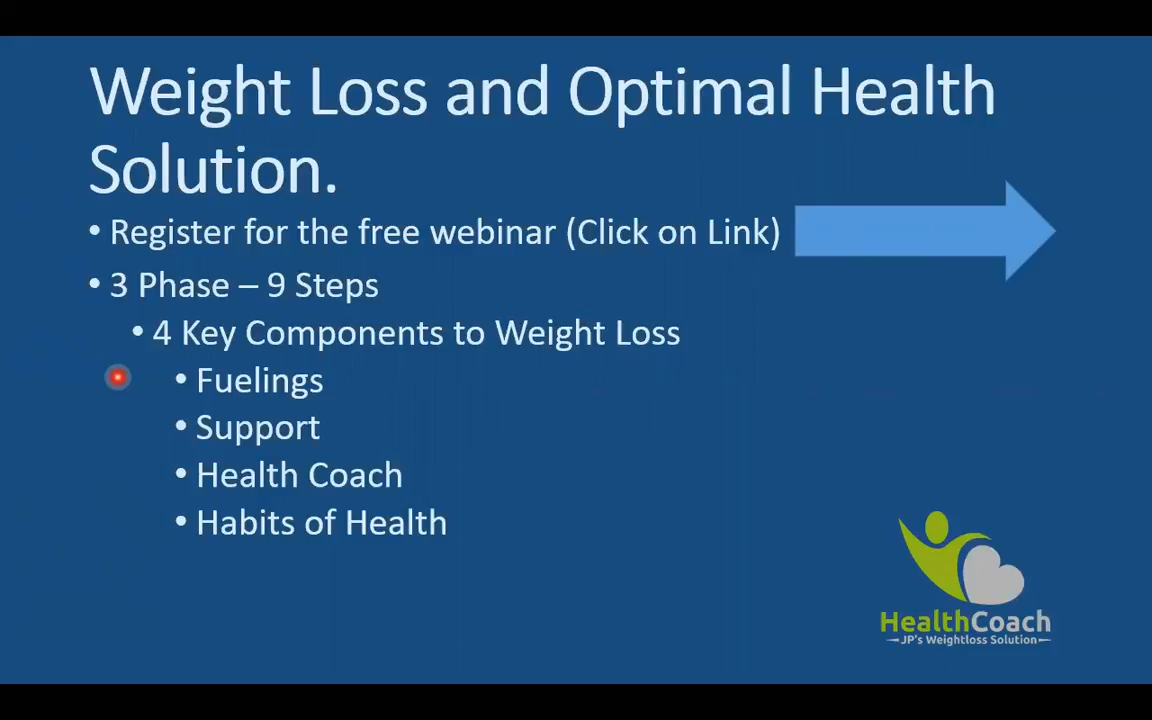 Weight Loss and Optimal Health
Solution.
• Register for the free webinar (Click on Link)
• 3 Phase – 9 Steps
• 4 Key Components to Weight Loss
• Fuelings
• Support
• Health Coach
• Habits of Health
HealthCoach
JP's Weightloss Solution